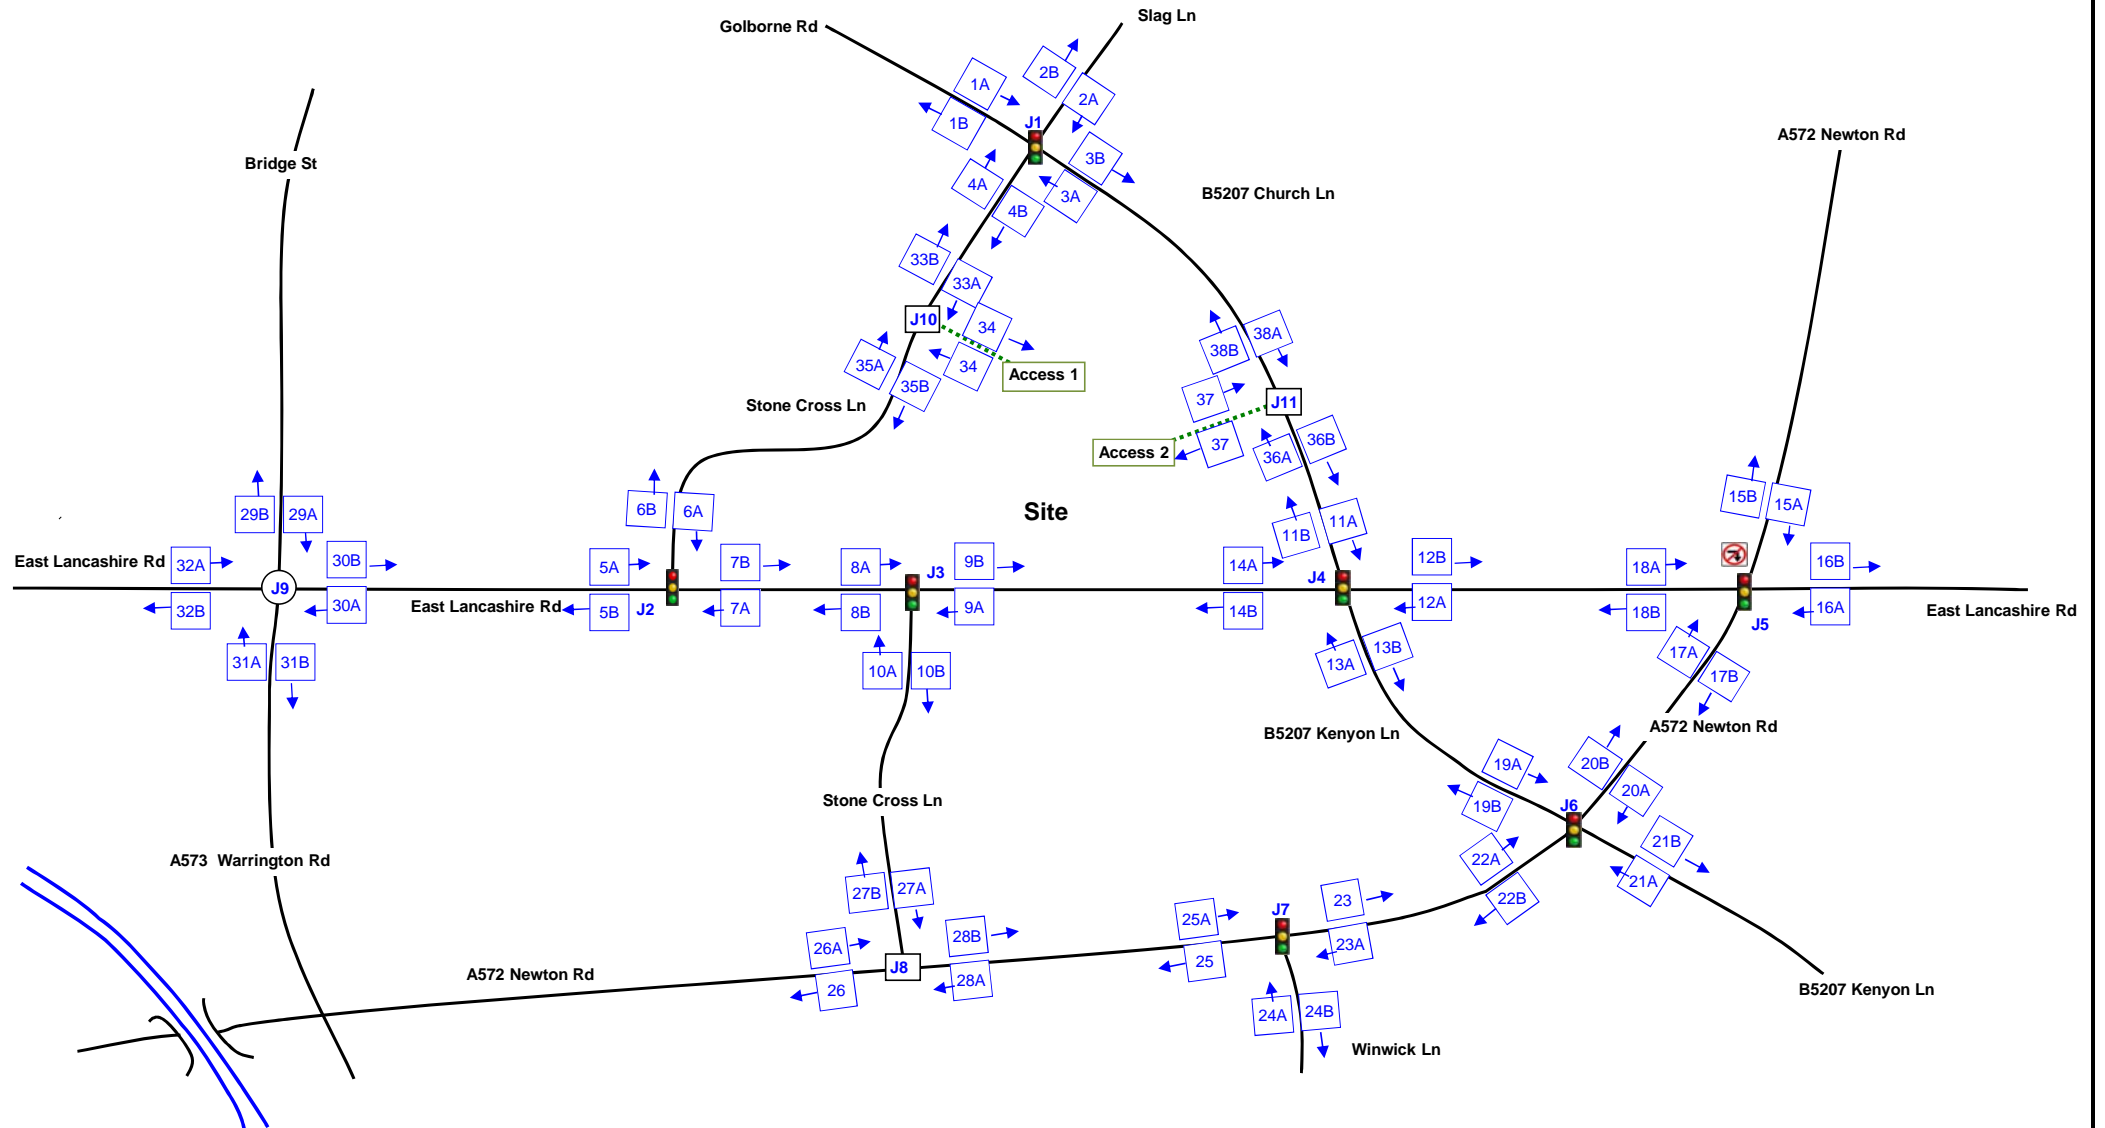 Slag Ln
Golborne Rd
2B
1A
2A
1B
J1
A572 Newton Rd
3B
4A
3A
B5207 Church Ln
4B
Bridge St
33B
33A
J10
34
38A
38B
35A
34
Access 1
35B
37
J11
Stone Cross Ln
36B
37
36A
Access 2
15B
15A
29B
29A
6B
6A
Site
11A
11B
East Lancashire Rd
32A
30B
5A
7B
8A
9B
14A
12B
18A
16B
J9
J3
J4
32B
30A
East Lancashire Rd
5B
J2
7A
8B
9A
14B
12A
18B
16A
East Lancashire Rd
J5
31A
31B
10A
10B
13A
13B
17A
17B
B5207 Kenyon Ln
A572 Newton Rd
19A
20B
20A
Stone Cross Ln
19B
J6
21B
A573 Warrington Rd
22A
21A
27B
27A
22B
23
J7
25A
28B
26A
23A
25
J8
A572 Newton Rd
28A
26
B5207 Kenyon Ln
24A
24B
Winwick Ln